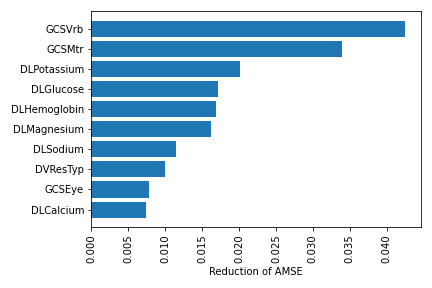 GCSVrb
GCSMtr
DLPotassium
DLGlucose
DLHemoglobin
DLMagnesium
DLSodium
DVResTyp
GCSEye
DLCalcium
0.000
0.005
0.010
0.015
0.020
0.025
0.030
0.035
0.040
Reduction of AMSE